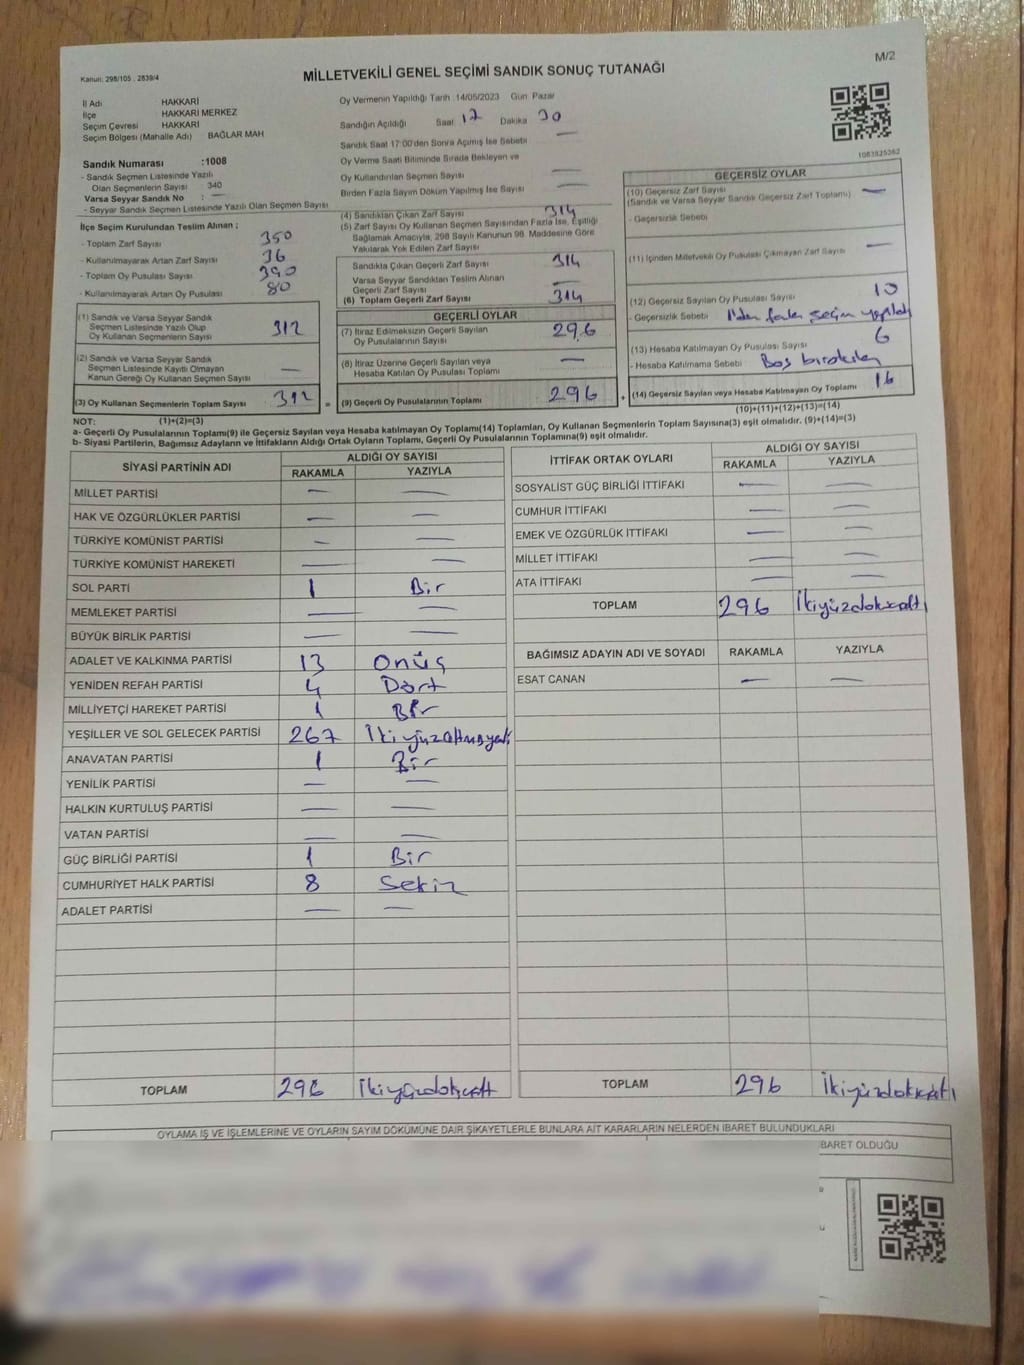 Kanun: 298/105 , 2839/4
M/2
MİLLETVEKİLİ GENEL SEÇİMİ SANDIK SONUÇ TUTANAĞI
İl Adı HAKKARİ
İlçe HAKKARİ MERKEZ
Seçim Çevresi HAKKARİ
Seçim Bölgesi (Mahalle Adı) BAĞLAR MAH
Sandık Numarası :1008
- Sandık Seçmen Listesinde Yazılı
Olan Seçmenlerin Sayısı 340
Varsa Seyyar Sandık No : —
- Seyyar Sandık Seçmen Listesinde Yazılı Olan Seçmen Sayısı
İlçe Seçim Kurulundan Teslim Alınan ;
- Toplam Zarf Sayısı 350
- Kullanılmayarak Artan Zarf Sayısı 36
- Toplam Oy Pusulası Sayısı 390
- Kullanılmayarak Artan Oy Pusulası 80
(1) Sandık ve Varsa Seyyar Sandık
Seçmen Listesinde Yazılı Olup
Oy Kullanan Seçmenlerin Sayısı 312
(2) Sandık ve Varsa Seyyar Sandık
Seçmen Listesinde Kayıtlı Olmayan
Kanun Gereği Oy Kullanan Seçmen Sayısı —
(3) Oy Kullanan Seçmenlerin Toplam Sayısı 312 =
Oy Vermenin Yapıldığı Tarih :14/05/2023 Gün: Pazar
Sandığın Açıldığı Saat 17 Dakika 30
Sandık Saat 17:00'den Sonra Açılmış İse Sebebi —
Oy Verme Saati Bitiminde Sırada Bekleyen ve
Oy Kullandırılan Seçmen Sayısı —
Birden Fazla Sayım Döküm Yapılmış İse Sayısı —
(4) Sandıktan Çıkan Zarf Sayısı 314
(5) Zarf Sayısı Oy Kullanan Seçmen Sayısından Fazla İse, Eşitliği
Sağlamak Amacıyla, 298 Sayılı Kanunun 98. Maddesine Göre
Yakılarak Yok Edilen Zarf Sayısı
Sandıkta Çıkan Geçerli Zarf Sayısı 314
Varsa Seyyar Sandıktan Teslim Alınan
Geçerli Zarf Sayısı —
(6) Toplam Geçerli Zarf Sayısı 314
GEÇERLİ OYLAR
(7) İtiraz Edilmeksizin Geçerli Sayılan
Oy Pusulalarının Sayısı 296
(8) İtiraz Üzerine Geçerli Sayılan veya
Hesaba Katılan Oy Pusulası Toplamı —
(9) Geçerli Oy Pusulalarının Toplamı 296 +
1083825362
GEÇERSİZ OYLAR
(10) Geçersiz Zarf Sayısı —
(Sandık ve Varsa Seyyar Sandık Geçersiz Zarf Toplamı)
- Geçersizlik Sebebi
(11) İçinden Milletvekili Oy Pusulası Çıkmayan Zarf Sayısı —
(12) Geçersiz Sayılan Oy Pusulası Sayısı 10
- Geçersizlik Sebebi 1'den fazla seçim yapıldı
(13) Hesaba Katılmayan Oy Pusulası Sayısı 6
- Hesaba Katılmama Sebebi Boş bırakılan
(14) Geçersiz Sayılan veya Hesaba Katılmayan Oy Toplamı 16
(10)+(11)+(12)+(13)=(14)
NOT: (1)+(2)=(3)
a- Geçerli Oy Pusulalarının Toplamı(9) ile Geçersiz Sayılan veya Hesaba Katılmayan Oy Toplamı(14) Toplamları, Oy Kullanan Seçmenlerin Toplam Sayısına(3) eşit olmalıdır. (9)+(14)=(3)
b- Siyasi Partilerin, Bağımsız Adayların ve İttifakların Aldığı Ortak Oyların Toplamı, Geçerli Oy Pusulalarının Toplamına(9) eşit olmalıdır.
SİYASİ PARTİNİN ADI ALDIĞI OY SAYISI
RAKAMLA YAZIYLA
MİLLET PARTİSİ — —
HAK VE ÖZGÜRLÜKLER PARTİSİ — —
TÜRKİYE KOMÜNİST PARTİSİ — —
TÜRKİYE KOMÜNİST HAREKETİ — —
SOL PARTİ 1 Bir
MEMLEKET PARTİSİ — —
BÜYÜK BİRLİK PARTİSİ — —
ADALET VE KALKINMA PARTİSİ 13 Onüç
YENİDEN REFAH PARTİSİ 4 Dört
MİLLİYETÇİ HAREKET PARTİSİ 1 Bir
YEŞİLLER VE SOL GELECEK PARTİSİ 267 İkiyüzaltmışyedi
ANAVATAN PARTİSİ 1 Bir
YENİLİK PARTİSİ — —
HALKIN KURTULUŞ PARTİSİ — —
VATAN PARTİSİ — —
GÜÇ BİRLİĞİ PARTİSİ 1 Bir
CUMHURİYET HALK PARTİSİ 8 Sekiz
ADALET PARTİSİ — —
TOPLAM 296 İkiyüzdoksanaltı
İTTİFAK ORTAK OYLARI ALDIĞI OY SAYISI
RAKAMLA YAZIYLA
SOSYALİST GÜÇ BİRLİĞİ İTTİFAKI — —
CUMHUR İTTİFAKI — —
EMEK VE ÖZGÜRLÜK İTTİFAKI — —
MİLLET İTTİFAKI — —
ATA İTTİFAKI — —
TOPLAM 296 İkiyüzdoksanaltı
BAĞIMSIZ ADAYIN ADI VE SOYADI RAKAMLA YAZIYLA
ESAT CANAN — —
TOPLAM 296 İkiyüzdoksanaltı
OYLAMA İŞ VE İŞLEMLERİNE VE OYLARIN SAYIM DÖKÜMÜNE DAİR ŞİKAYETLERLE BUNLARA AİT KARARLARIN NELERDEN İBARET BULUNDUKLARI
İBARET OLDUĞU